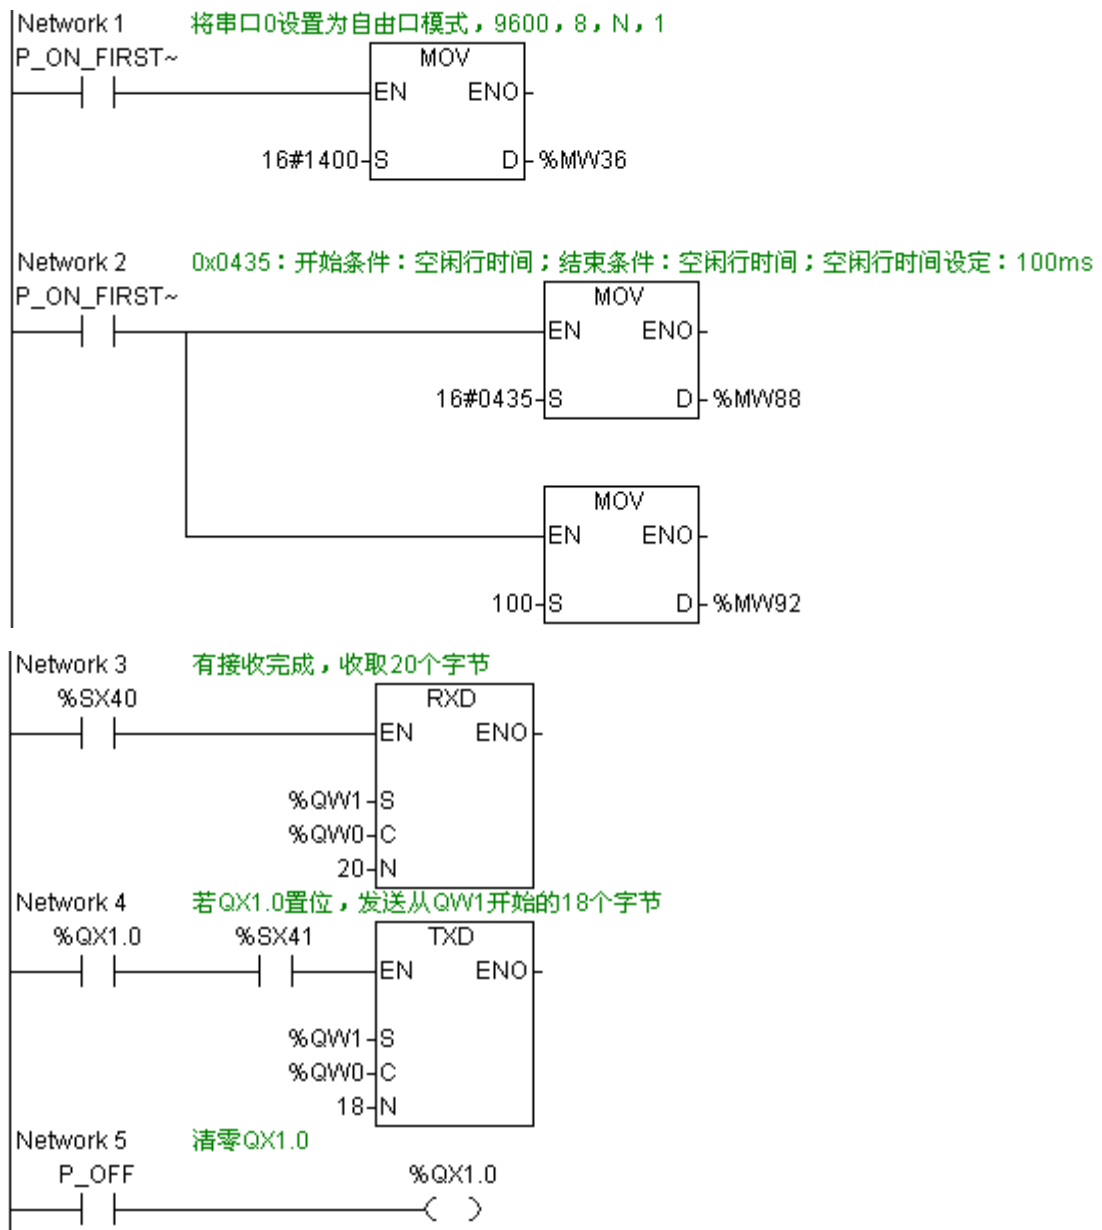 Network 1 将串口0设置为自由口模式，9600，8，N，1
P_ON_FIRST~
MOV
EN ENO
16#1400 S D %MW36
Network 2 0x0435：开始条件：空闲行时间；结束条件：空闲行时间；空闲行时间设定：100ms
P_ON_FIRST~
MOV
EN ENO
16#0435 S D %MW88
MOV
EN ENO
100 S D %MW92
Network 3 有接收完成，收取20个字节
%SX40
RXD
EN ENO
%QW1 S
%QW0 C
20 N
Network 4 若QX1.0置位，发送从QW1开始的18个字节
%QX1.0 %SX41
TXD
EN ENO
%QW1 S
%QW0 C
18 N
Network 5 清零QX1.0
P_OFF %QX1.0